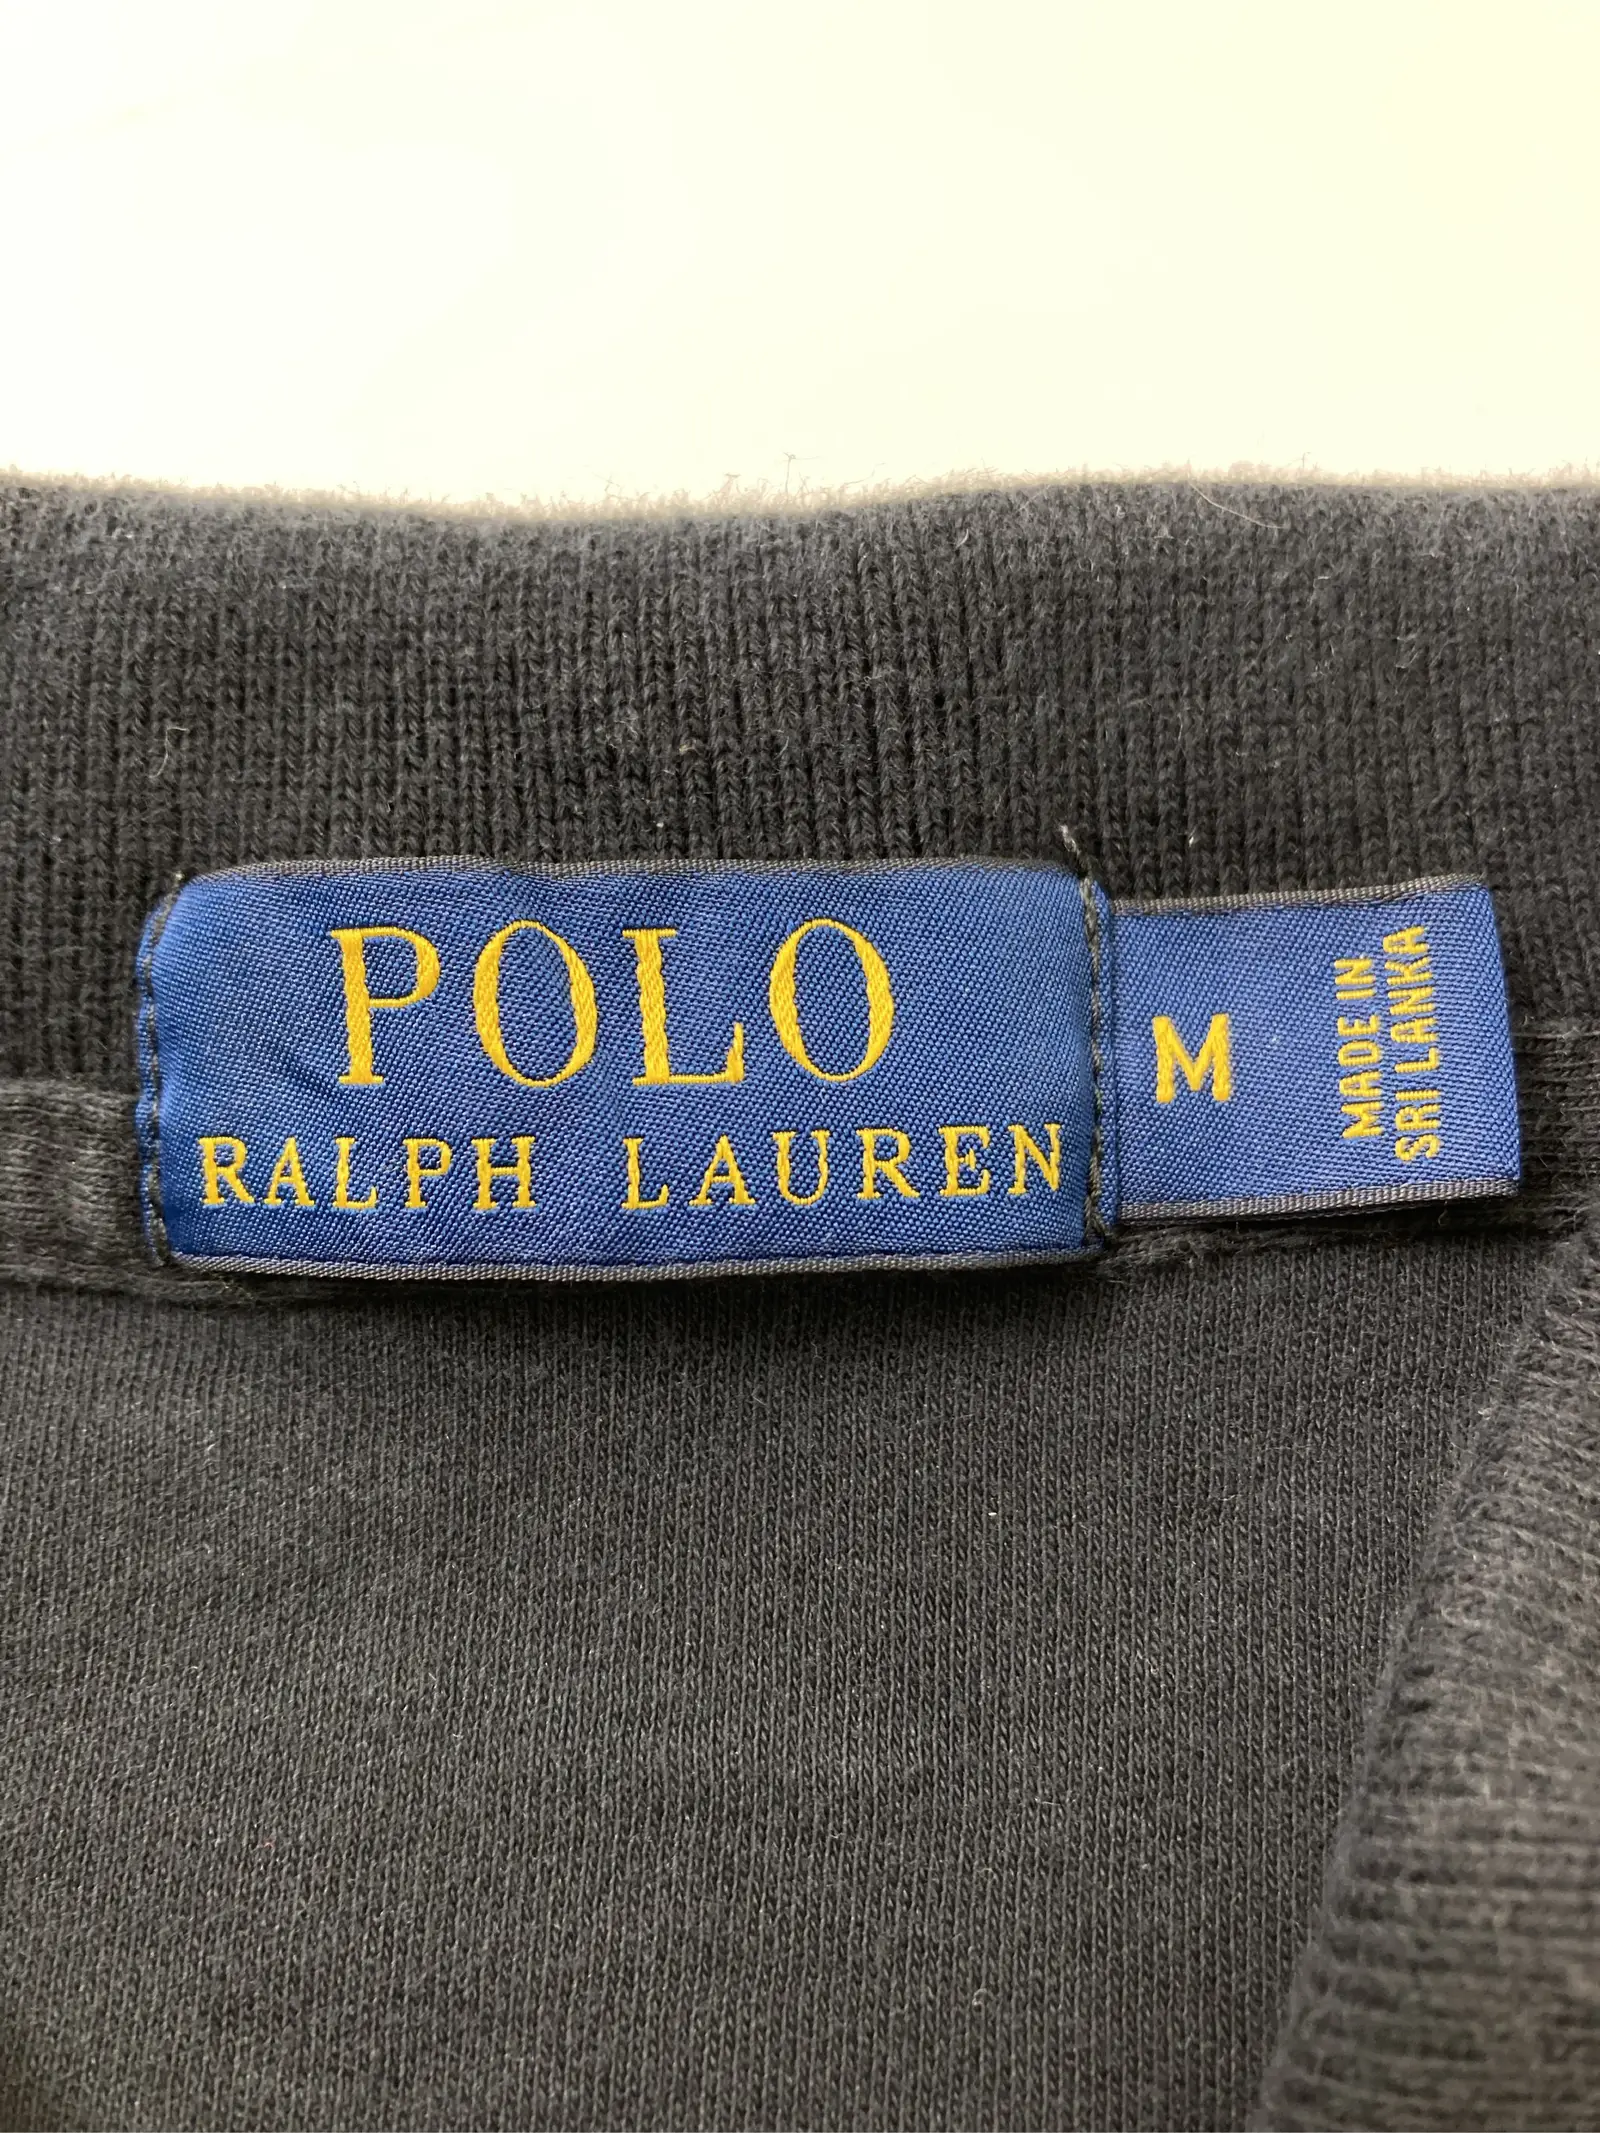 POLO
RALPH LAUREN
M
MADE IN
SRI LANKA